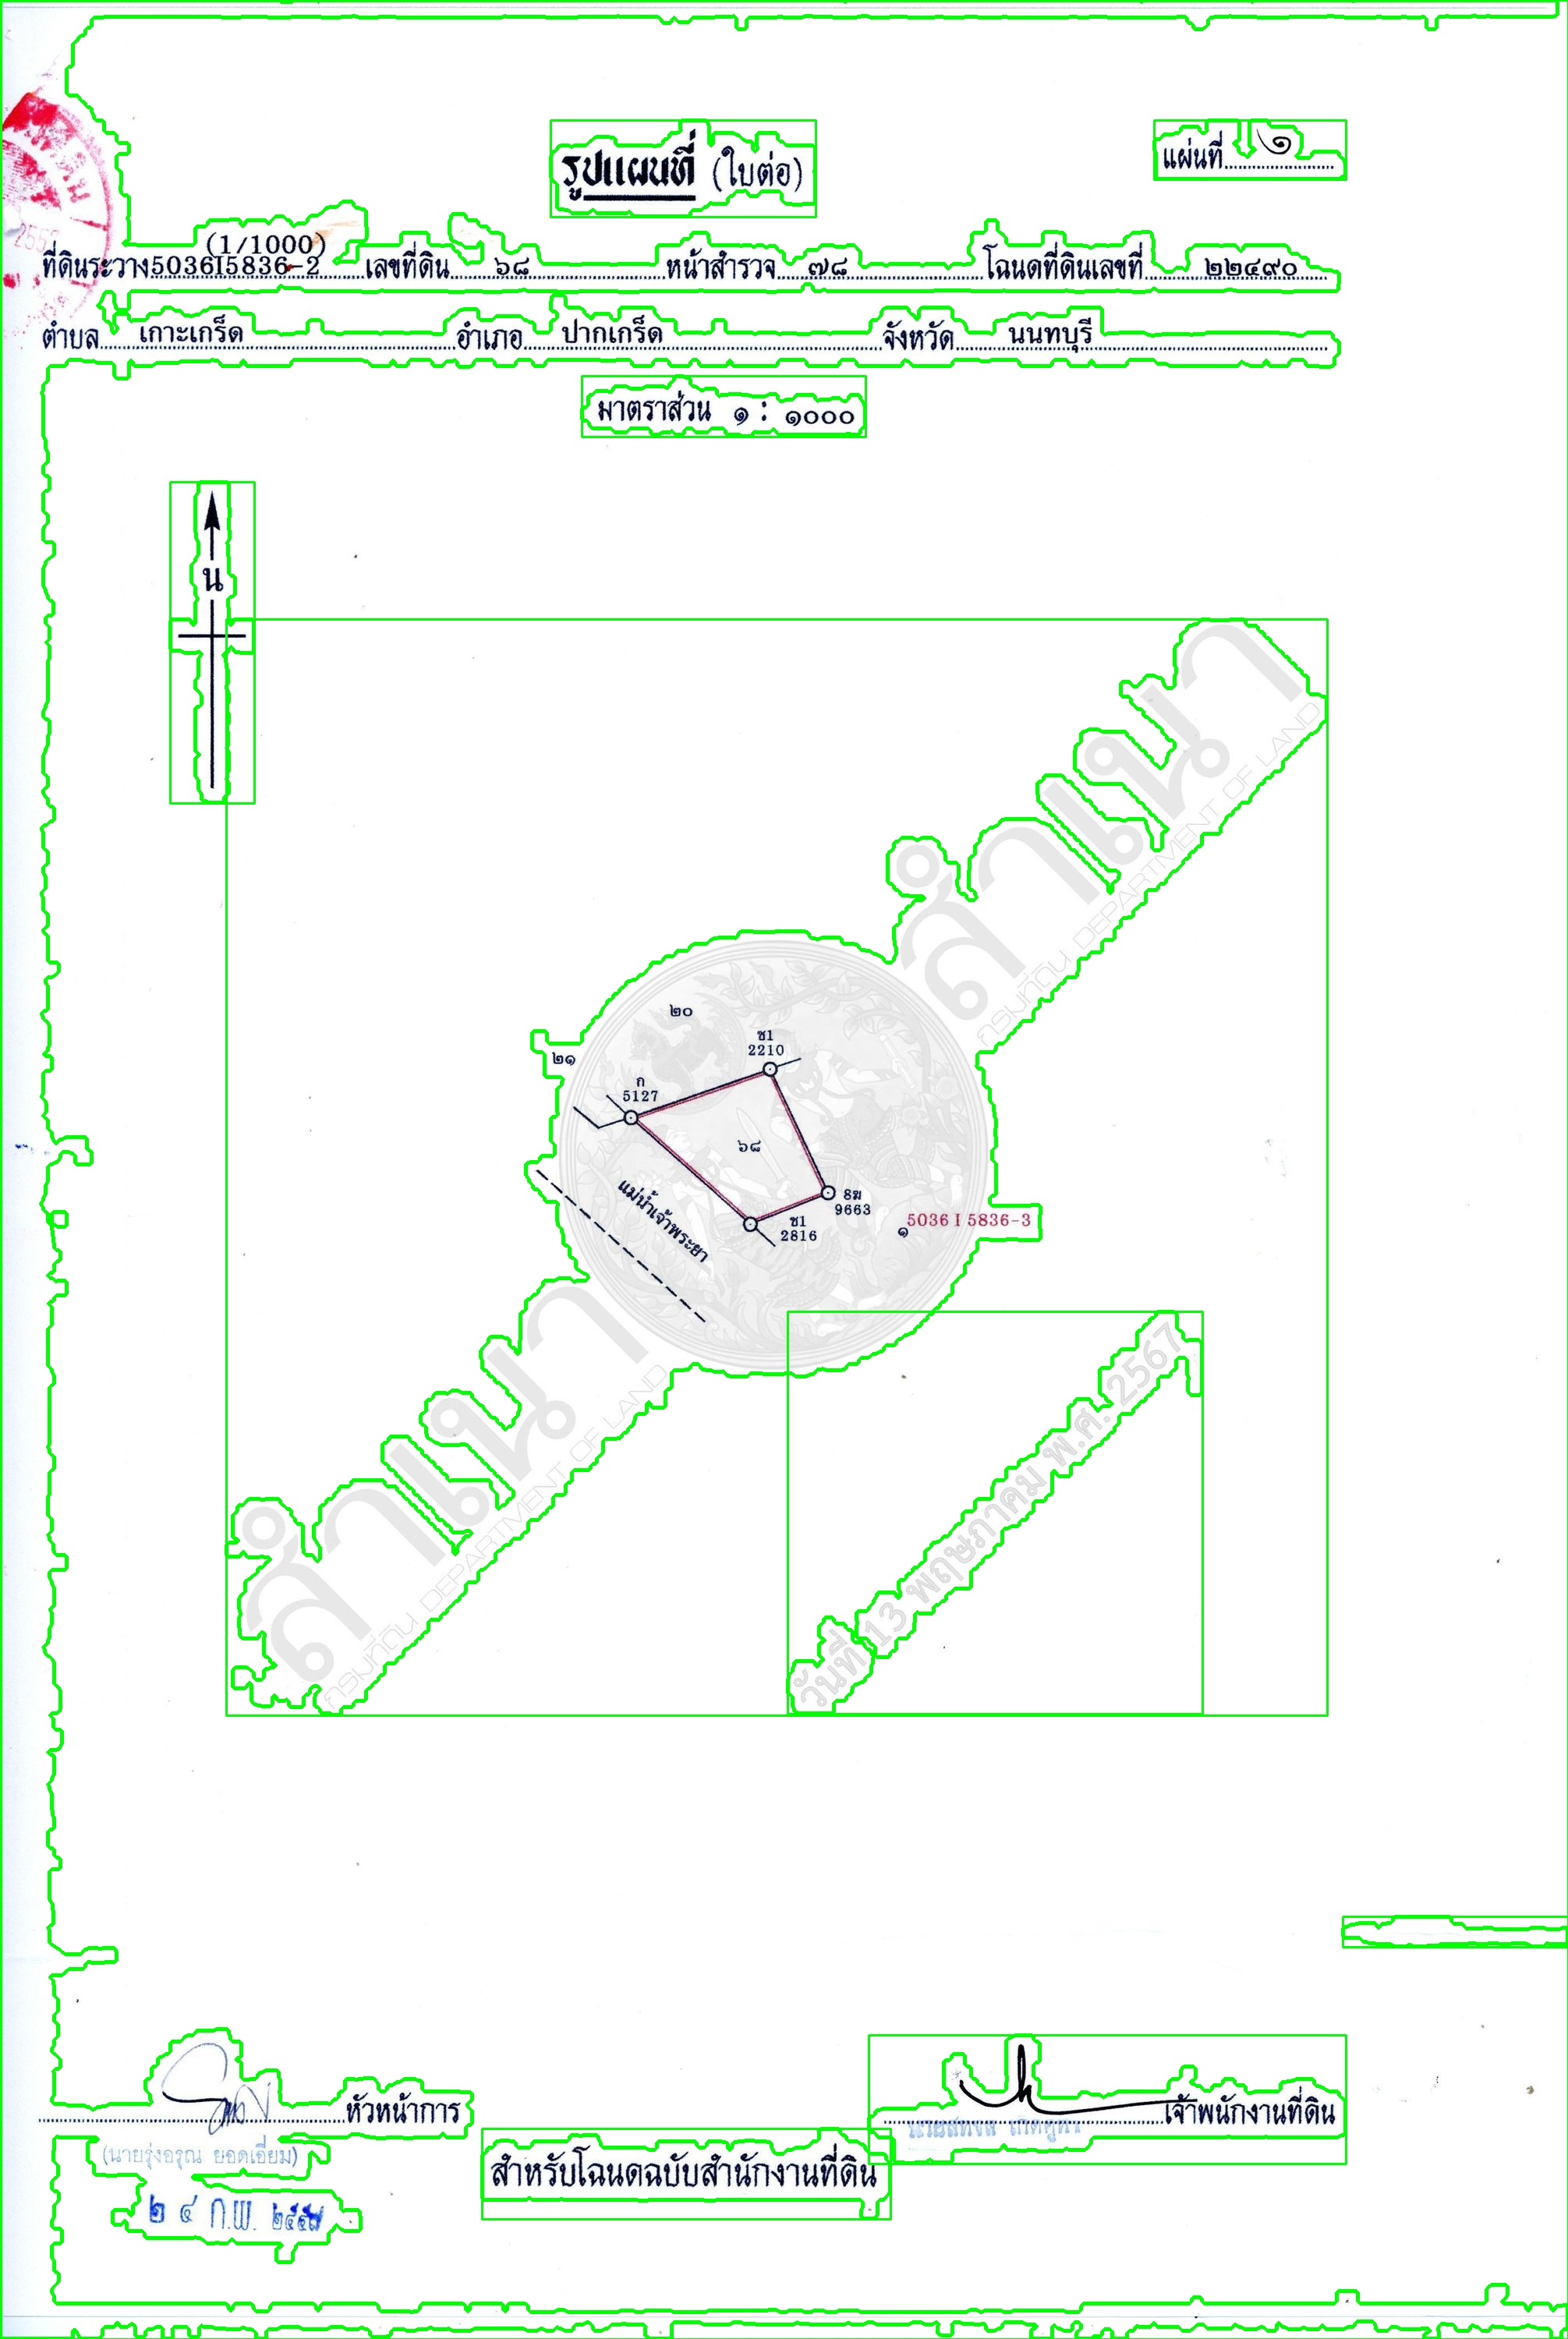 รูปแผนที่ (ใบต่อ)
แผ่นที่ ๑
(1/1000)
ที่ดินระวาง5036I5836-2 เลขที่ดิน ๖๘ หน้าสำรวจ ๗๘ โฉนดที่ดินเลขที่ ๒๒๔๙๐
ตำบล เกาะเกร็ด อำเภอ ปากเกร็ด จังหวัด นนทบุรี
มาตราส่วน ๑ : ๑๐๐๐
น
สำเนา
กรมที่ดิน DEPARTMENT OF LAND
๒๐
๒๑
ช1
2210
ก
5127
๖๘
8ฆ
9663
ช1
2816
๑
5036 I 5836-3
แม่น้ำเจ้าพระยา
สำเนา
กรมที่ดิน DEPARTMENT OF LAND
วันที่ 13 พฤษภาคม พ.ศ. 2567
หัวหน้าการ
เจ้าพนักงานที่ดิน
(นายรุ่งอรุณ ยอดเอี่ยม)
สำหรับโฉนดฉบับสำนักงานที่ดิน
๒ ๔ ก.พ.